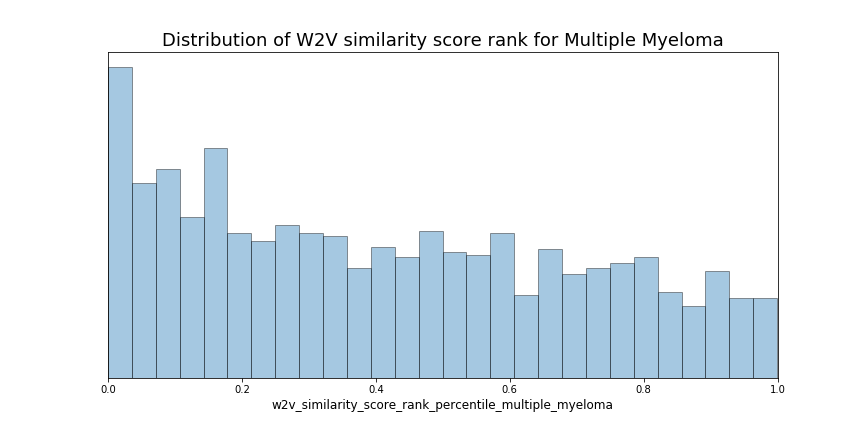 Distribution of W2V similarity score rank for Multiple Myeloma
0.0 0.2 0.4 0.6 0.8 1.0
w2v_similarity_score_rank_percentile_multiple_myeloma